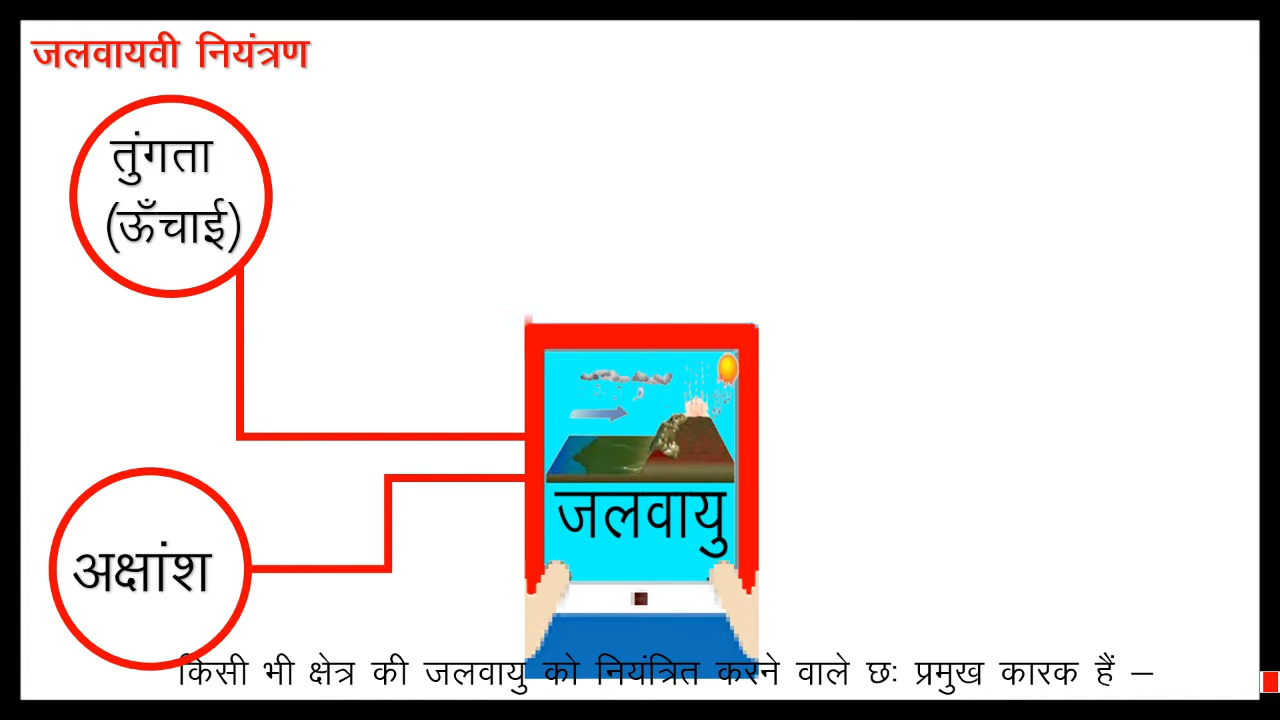 जलवायवी नियंत्रण
तुंगता
(ऊँचाई)
जलवायु
अक्षांश
किसी भी क्षेत्र की जलवायु को नियंत्रित करने वाले छः प्रमुख कारक हैं –